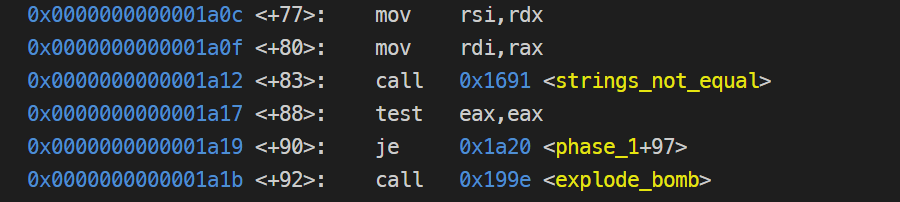 0x0000000000001a0c <+77>: mov rsi,rdx
0x0000000000001a0f <+80>: mov rdi,rax
0x0000000000001a12 <+83>: call 0x1691 <strings_not_equal>
0x0000000000001a17 <+88>: test eax,eax
0x0000000000001a19 <+90>: je 0x1a20 <phase_1+97>
0x0000000000001a1b <+92>: call 0x199e <explode_bomb>